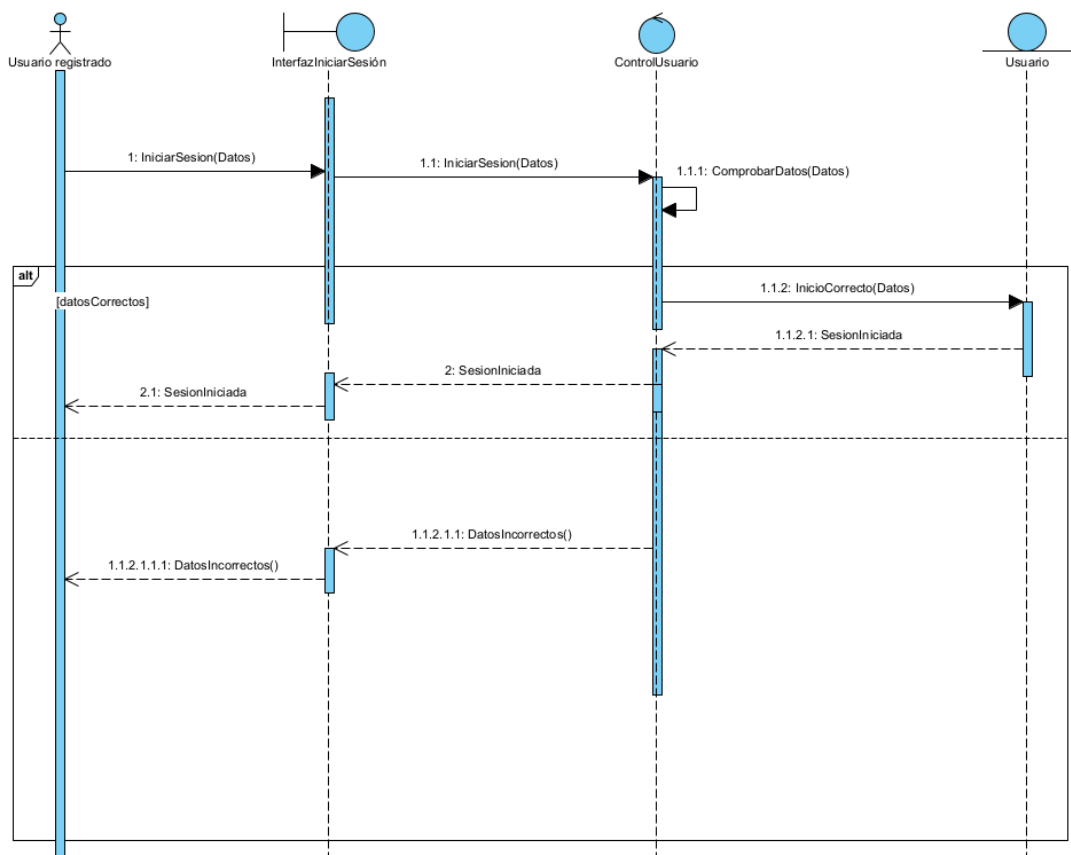 Usuario registrado
InterfazIniciarSesión
ControlUsuario
Usuario
1: IniciarSesion(Datos)
1.1: IniciarSesion(Datos)
1.1.1: ComprobarDatos(Datos)
alt
[datosCorrectos]
1.1.2: InicioCorrecto(Datos)
1.1.2.1: SesionIniciada
2: SesionIniciada
2.1: SesionIniciada
1.1.2.1.1: DatosIncorrectos()
1.1.2.1.1.1: DatosIncorrectos()